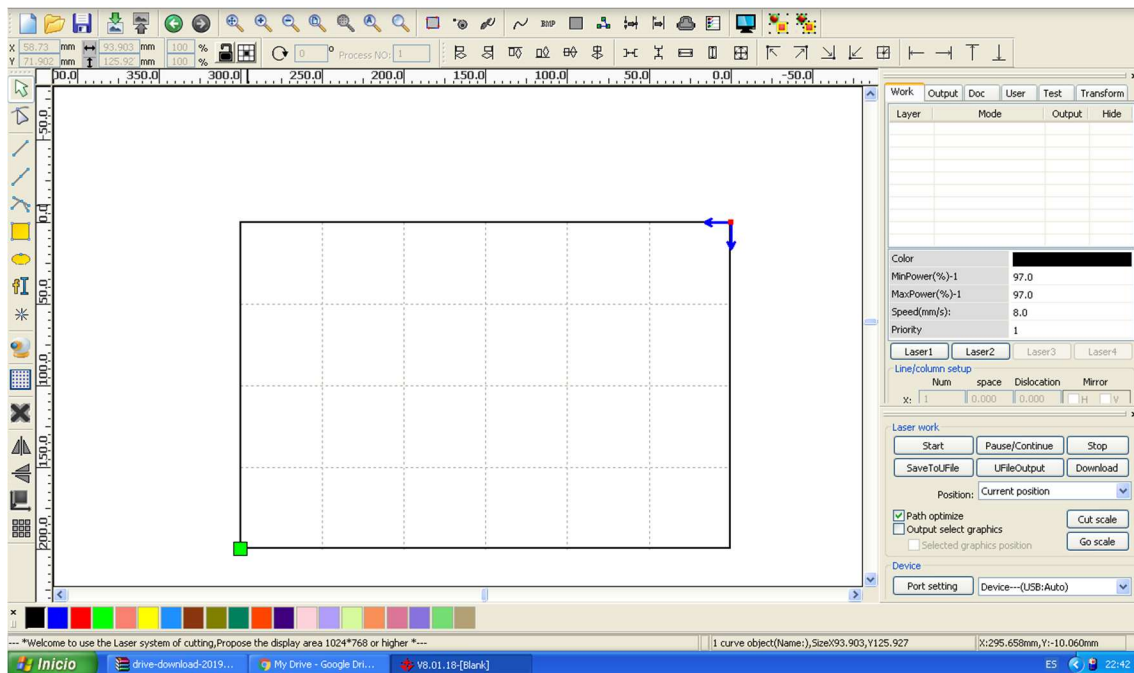 BMP
X 58.73 mm 93.903 mm 100 %
Y 71.902 mm 125.92 mm 100 %
0 ° Process NO: 1
00.0 350.0 300.0 250.0 200.0 150.0 100.0 50.0 0.0 -50.0
-50.0
0.0
50.0
100.0
150.0
200.0
Work Output Doc User Test Transform
Layer Mode Output Hide
Color
MinPower(%)-1 97.0
MaxPower(%)-1 97.0
Speed(mm/s): 8.0
Priority 1
Laser1 Laser2 Laser3 Laser4
Line/column setup
Num space Dislocation Mirror
X: 1 0.000 0.000 H V
Laser work
Start Pause/Continue Stop
SaveToUFile UFileOutput Download
Position: Current position
Path optimize
Cut scale
Output select graphics
Selected graphics position
Go scale
Device
Port setting Device---(USB:Auto)
--- *Welcome to use the Laser system of cutting,Propose the display area 1024*768 or higher *---
1 curve object(Name:),SizeX93.903,Y125.927
X:295.658mm,Y:-10.060mm
Inicio drive-download-2019... My Drive - Google Dri... V8.01.18-[Blank] ES 22:42